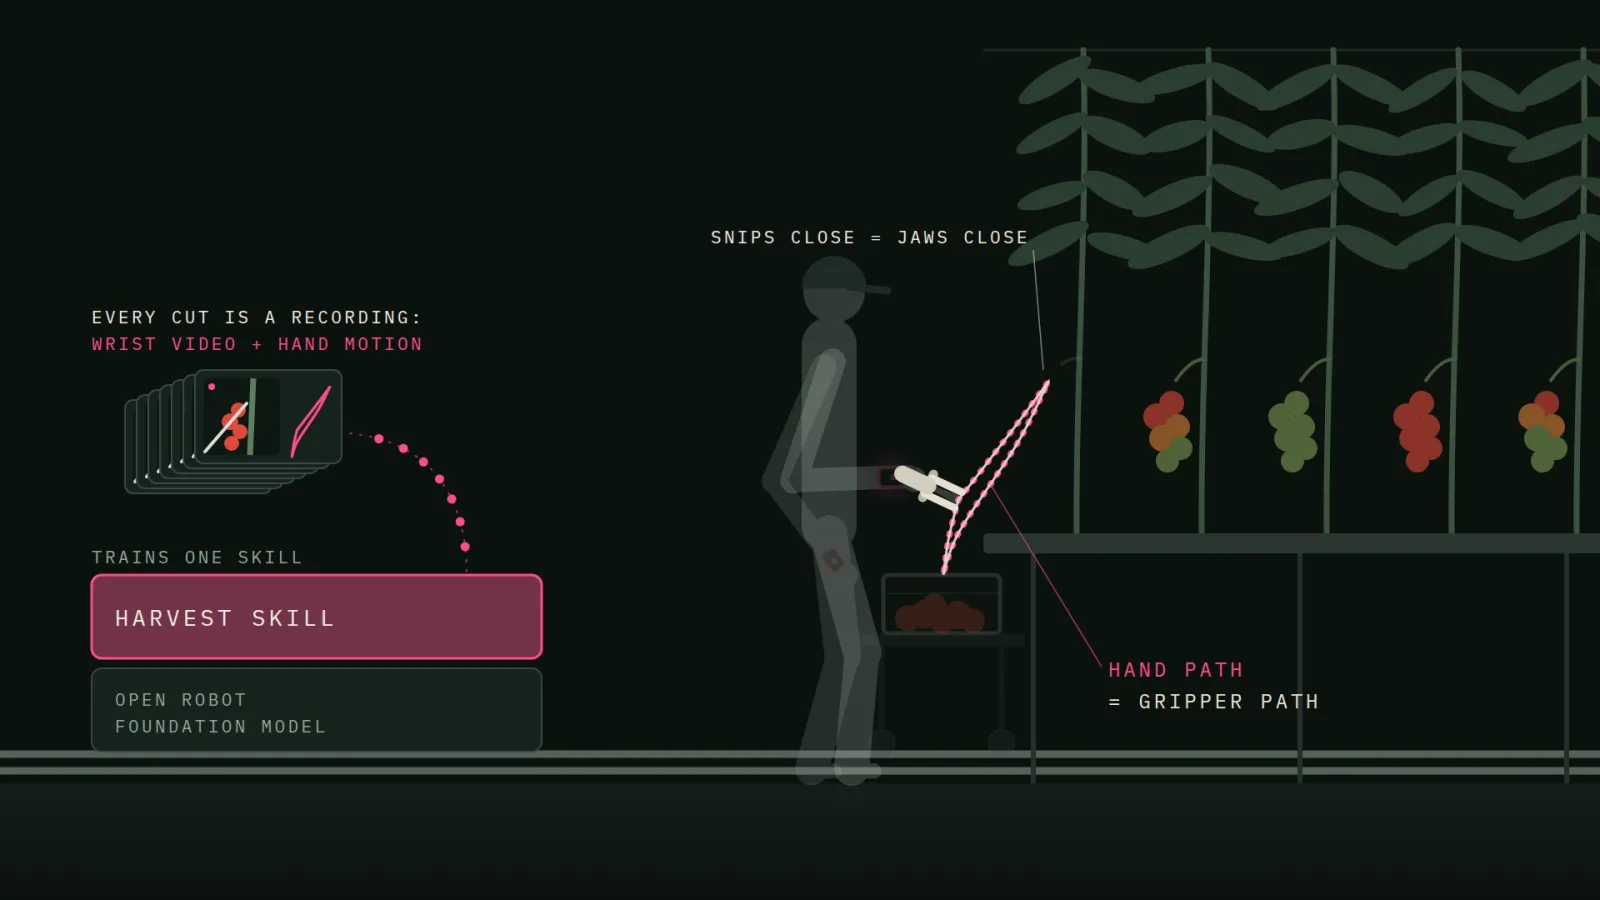 SNIPS CLOSE = JAWS CLOSE
EVERY CUT IS A RECORDING:
WRIST VIDEO + HAND MOTION
TRAINS ONE SKILL
HARVEST SKILL
OPEN ROBOT
FOUNDATION MODEL
HAND PATH
= GRIPPER PATH